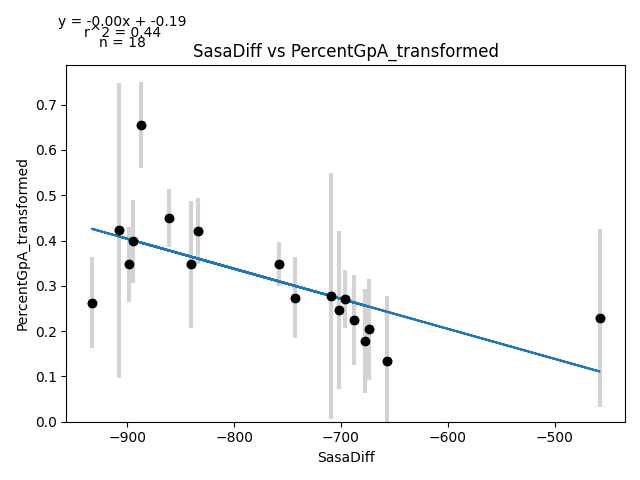 y = -0.00x + -0.19
r^2 = 0.44
n = 18
SasaDiff vs PercentGpA_transformed
PercentGpA_transformed
0.7
0.6
0.5
0.4
0.3
0.2
0.1
0.0
−900
−800
−700
−600
−500
SasaDiff